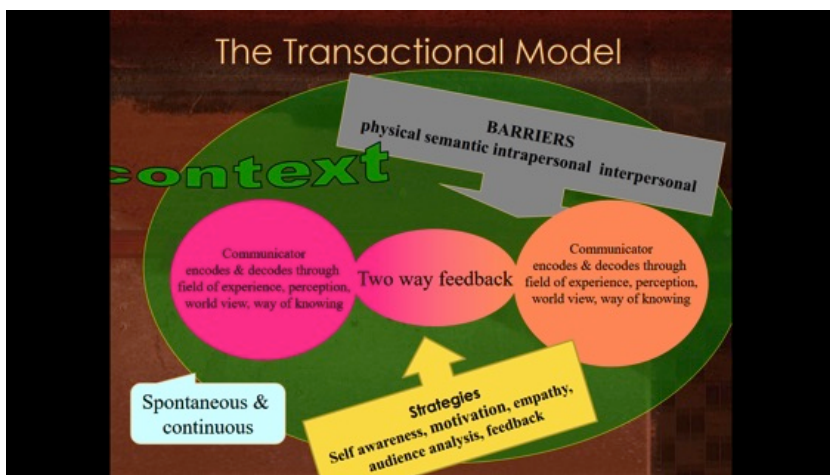 The Transactional Model
BARRIERS
physical semantic intrapersonal interpersonal
context
Communicator
encodes & decodes through
field of experience, perception,
world view, way of knowing
Two way feedback
Communicator
encodes & decodes through
field of experience, perception,
world view, way of knowing
Spontaneous &
continuous
Strategies
Self awareness, motivation, empathy,
audience analysis, feedback